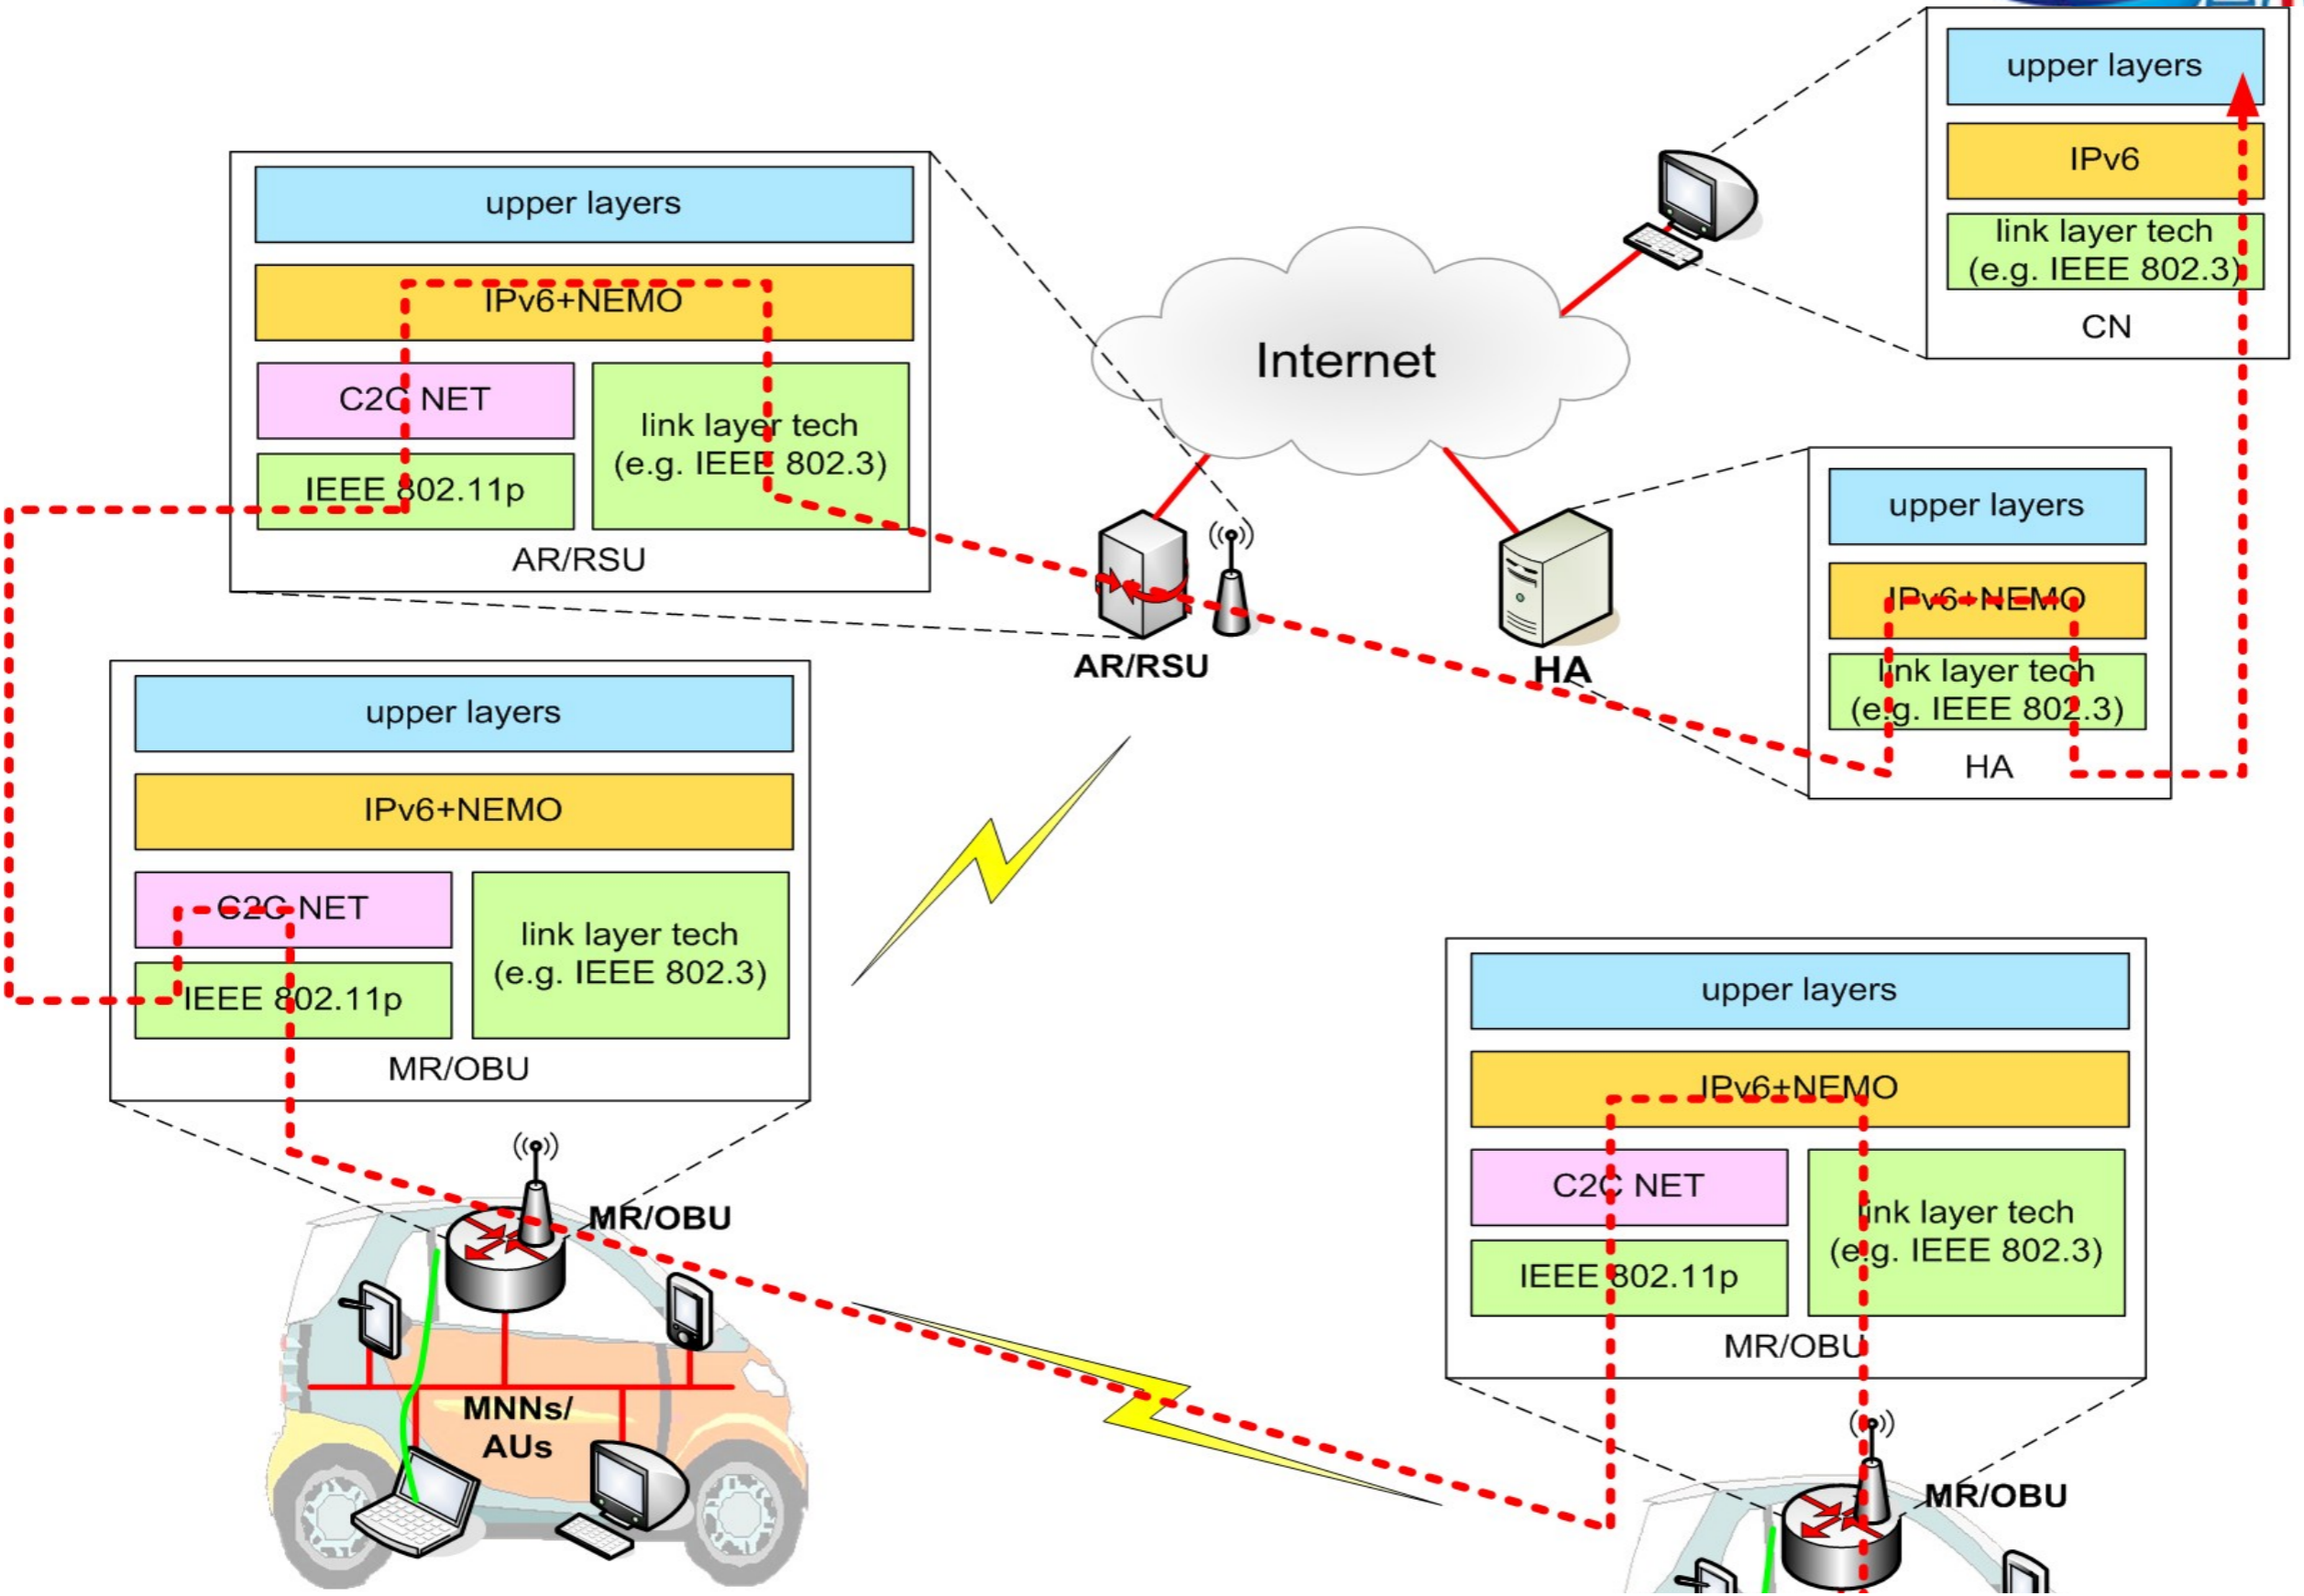 upper layers
IPv6
link layer tech
(e.g. IEEE 802.3)
CN
upper layers
IPv6+NEMO
C2C NET
link layer tech
(e.g. IEEE 802.3)
IEEE 802.11p
AR/RSU
Internet
upper layers
IPv6+NEMO
link layer tech
(e.g. IEEE 802.3)
HA
AR/RSU
HA
upper layers
IPv6+NEMO
C2C NET
link layer tech
(e.g. IEEE 802.3)
IEEE 802.11p
MR/OBU
MR/OBU
MNNs/
AUs
upper layers
IPv6+NEMO
C2C NET
link layer tech
(e.g. IEEE 802.3)
IEEE 802.11p
MR/OBU
MR/OBU